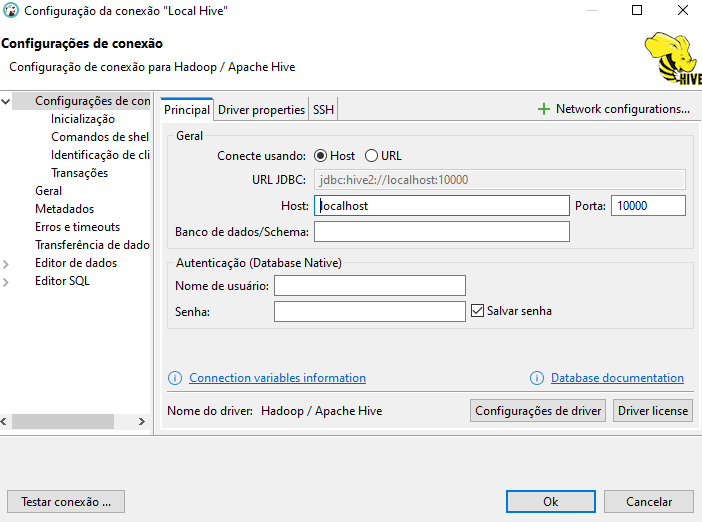 Configuração da conexão "Local Hive"
Configurações de conexão
Configuração de conexão para Hadoop / Apache Hive
HIVE
Configurações de con
Inicialização
Comandos de shel
Identificação de cli
Transações
Geral
Metadados
Erros e timeouts
Transferência de dado
Editor de dados
Editor SQL
Principal Driver properties SSH Network configurations...
Geral
Conecte usando: Host URL
URL JDBC: jdbc:hive2://localhost:10000
Host: localhost Porta: 10000
Banco de dados/Schema:
Autenticação (Database Native)
Nome de usuário:
Senha: Salvar senha
Connection variables information Database documentation
Nome do driver: Hadoop / Apache Hive Configurações de driver Driver license
Testar conexão ... Ok Cancelar